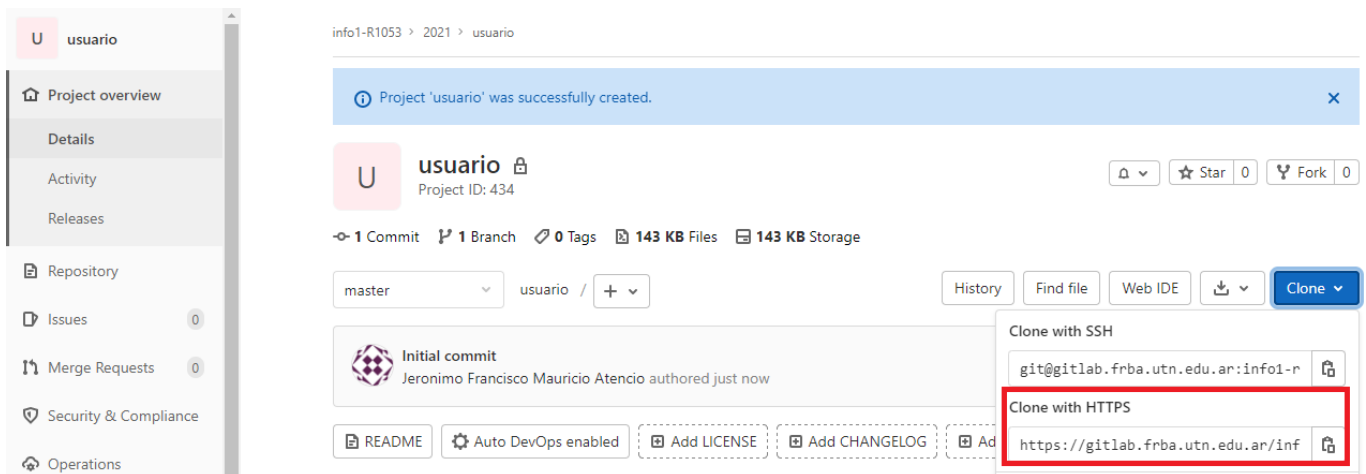 U usuario
Project overview
Details
Activity
Releases
Repository
Issues 0
Merge Requests 0
Security & Compliance
Operations
info1-R1053 > 2021 > usuario
Project 'usuario' was successfully created.
U
usuario
Project ID: 434
Star 0
Fork 0
1 Commit 1 Branch 0 Tags 143 KB Files 143 KB Storage
master
usuario / +
History
Find file
Web IDE
Clone
Initial commit
Jeronimo Francisco Mauricio Atencio authored just now
Clone with SSH
git@gitlab.frba.utn.edu.ar:info1-r
Clone with HTTPS
https://gitlab.frba.utn.edu.ar/inf
README
Auto DevOps enabled
Add LICENSE
Add CHANGELOG
Ad